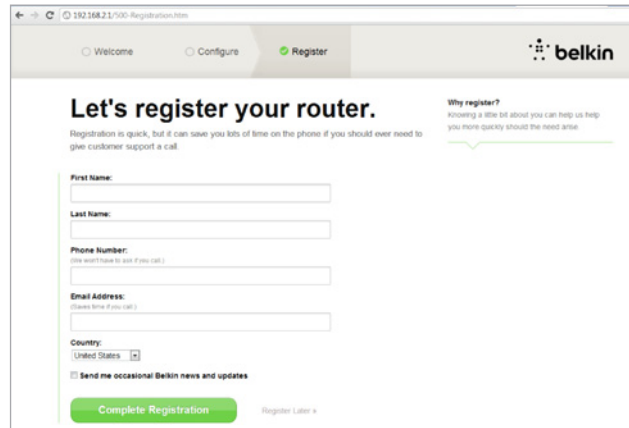 192.168.2.1/500-Registration.htm
Welcome
Configure
Register
belkin
Let's register your router.
Registration is quick, but it can save you lots of time on the phone if you should ever need to
give customer support a call.
Why register?
Knowing a little bit about you can help us help
you more quickly should the need arise
First Name:
Last Name:
Phone Number:
(We won't have to ask if you call.)
Email Address:
(Saves time if you call.)
Country:
United States
Send me occasional Belkin news and updates
Complete Registration
Register Later »